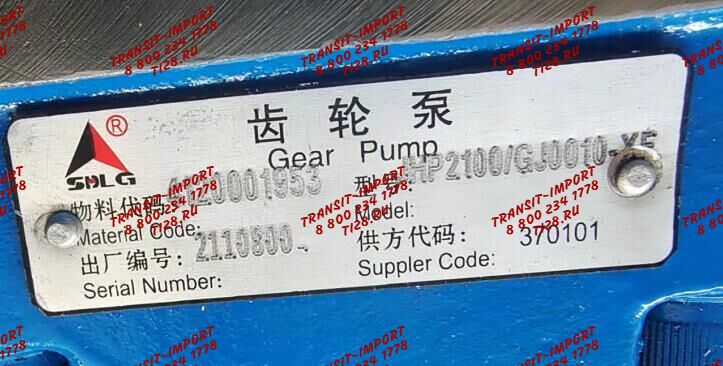 齿轮泵
Gear Pump
®
SDLG
物料代码: 4120001953
Material Code:
型号: JHP2100/GJ0010-XF
Model:
出厂编号: 2110800
Serial Number:
供方代码: 370101
Suppler Code:
TRANSIT-IMPORT
8 800 234 1778
TI28.RU